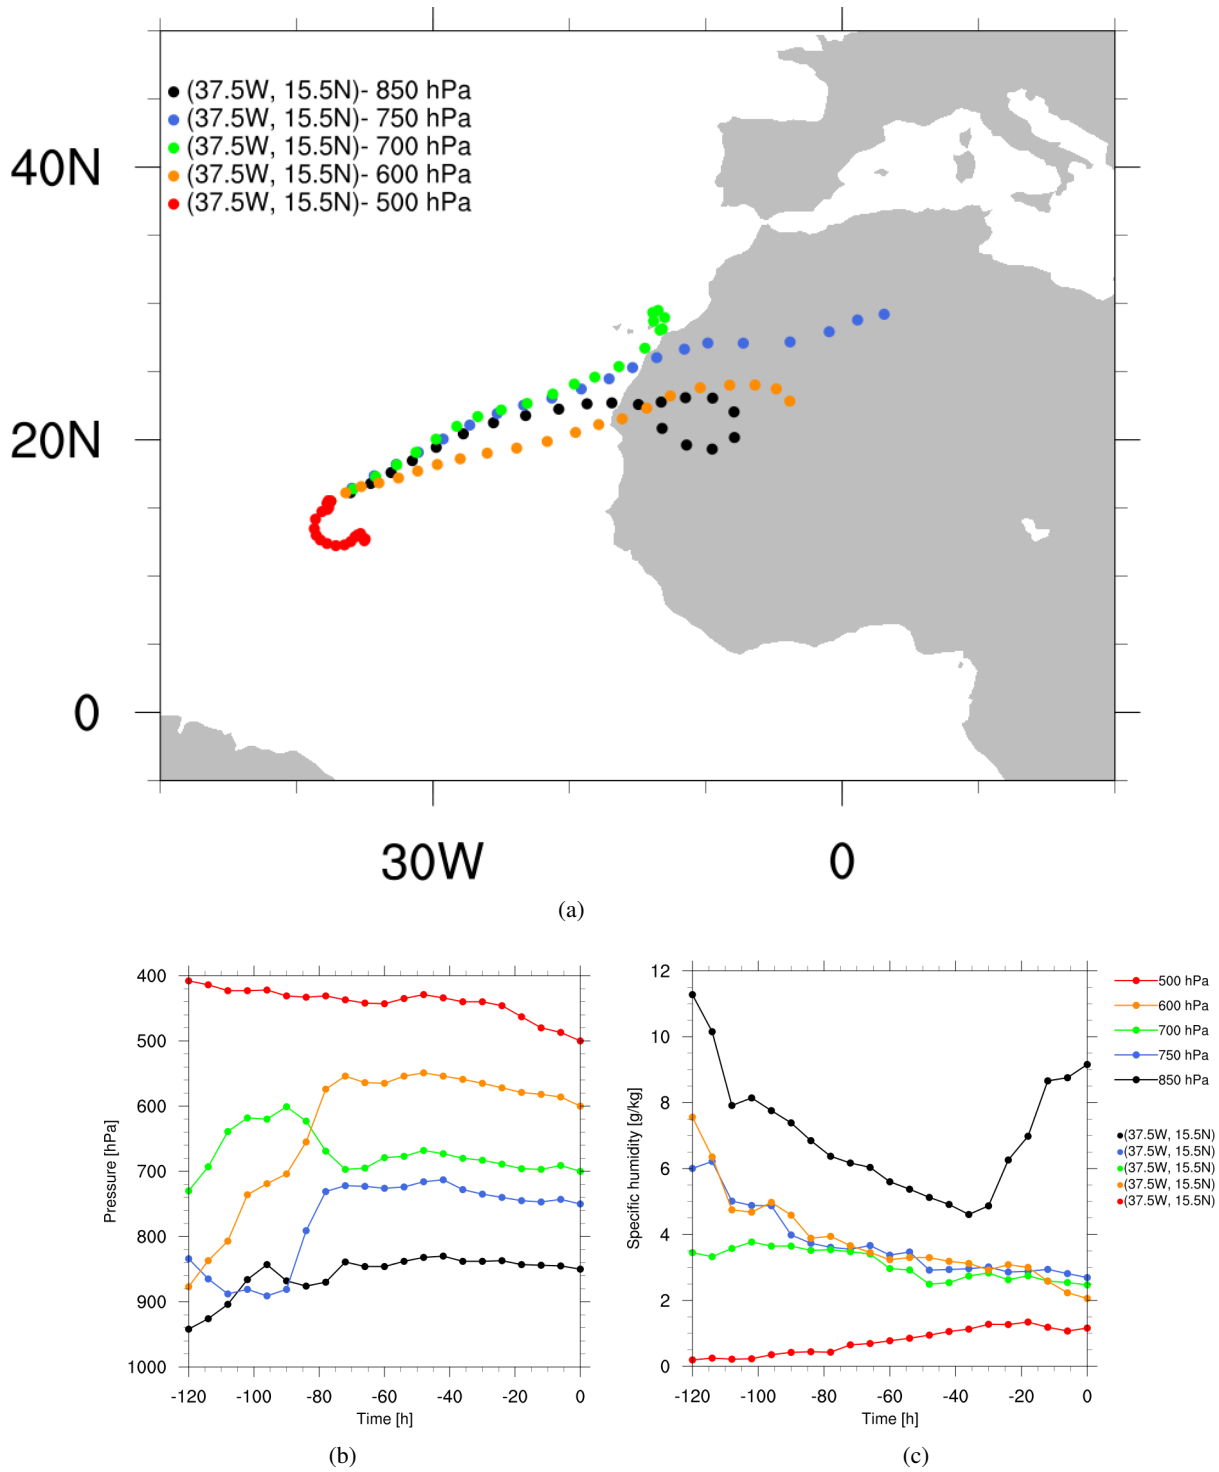 (37.5W, 15.5N)- 850 hPa
(37.5W, 15.5N)- 750 hPa
(37.5W, 15.5N)- 700 hPa
(37.5W, 15.5N)- 600 hPa
(37.5W, 15.5N)- 500 hPa
40N
20N
0
30W
0
(a)
400
500
600
700
800
900
1000
Pressure [hPa]
-120
-100
-80
-60
-40
-20
0
Time [h]
(b)
12
10
8
6
4
2
0
Specific humidity [g/kg]
-120
-100
-80
-60
-40
-20
0
Time [h]
(c)
500 hPa
600 hPa
700 hPa
750 hPa
850 hPa
(37.5W, 15.5N)
(37.5W, 15.5N)
(37.5W, 15.5N)
(37.5W, 15.5N)
(37.5W, 15.5N)